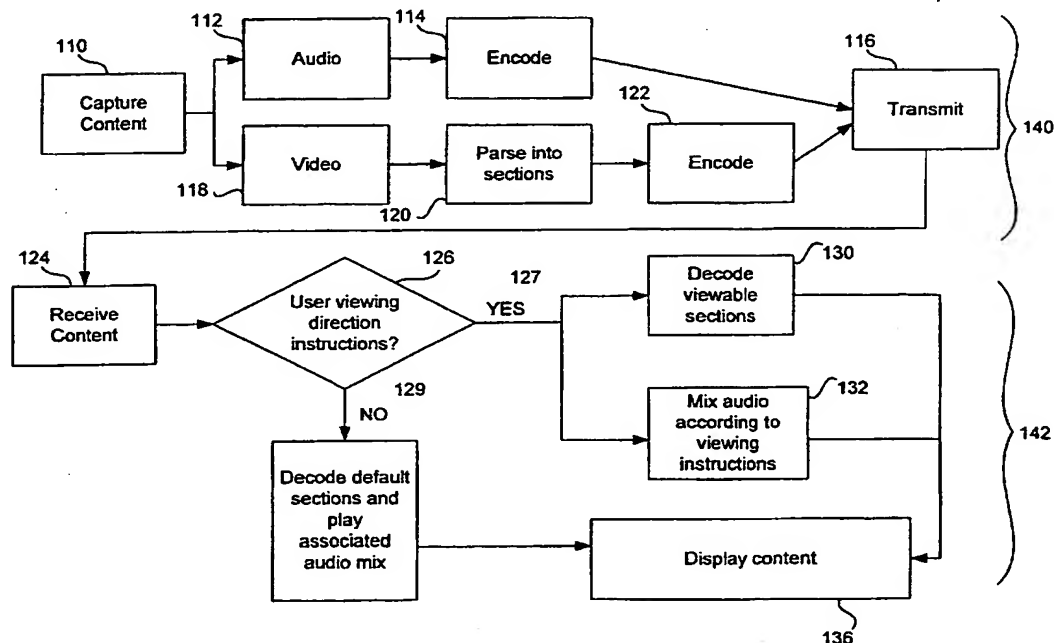 112
114
110
Audio
Encode
116
Capture
Content
Transmit
122
140
Video
Parse into
sections
Encode
118
120
124
126
127
130
Receive
Content
User viewing
direction
instructions?
YES
Decode
viewable
sections
129
NO
132
Mix audio
according to
viewing
instructions
142
Decode default
sections and
play
associated
audio mix
Display content
136